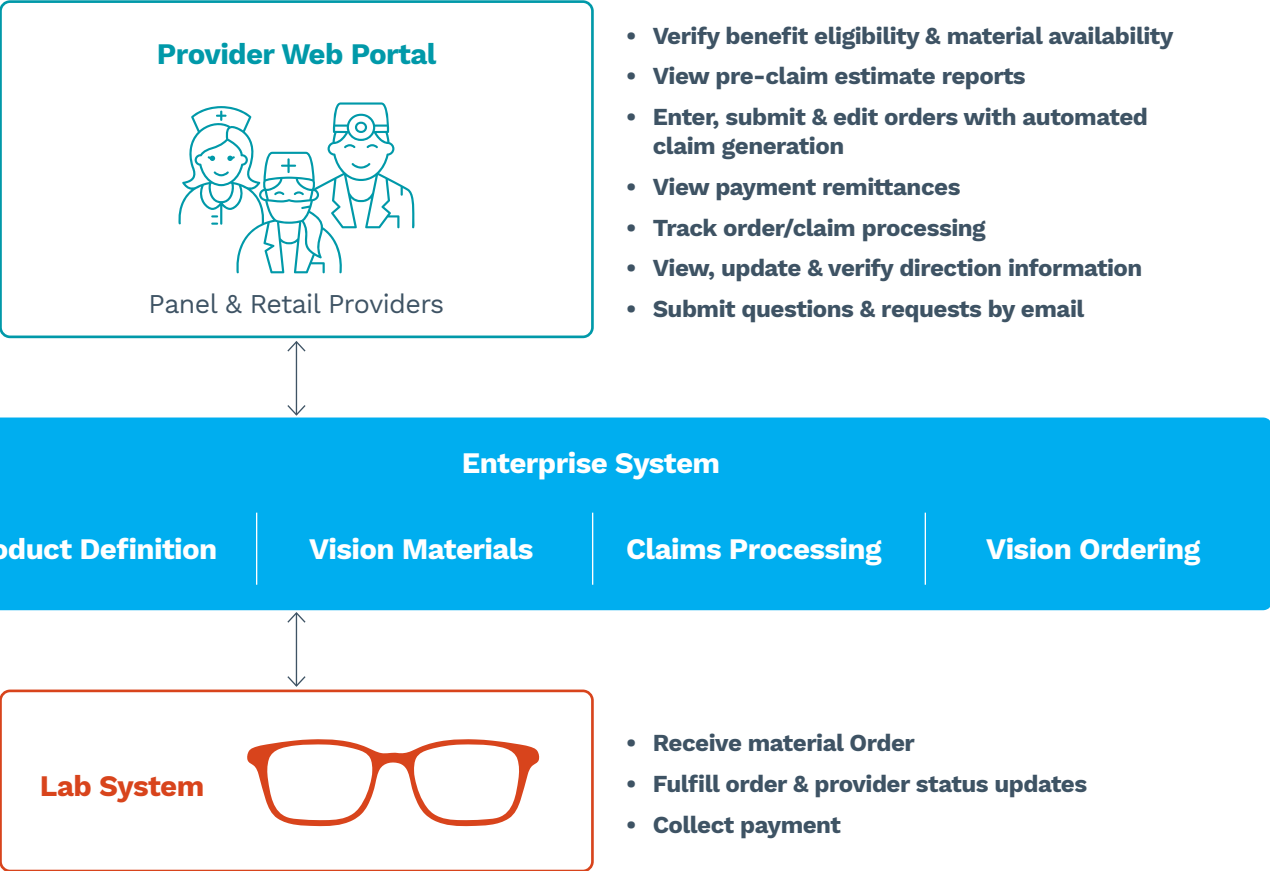 Provider Web Portal
Panel & Retail Providers
• Verify benefit eligibility & material availability
• View pre-claim estimate reports
• Enter, submit & edit orders with automated
claim generation
• View payment remittances
• Track order/claim processing
• View, update & verify direction information
• Submit questions & requests by email
Enterprise System
oduct Definition
Vision Materials
Claims Processing
Vision Ordering
Lab System
• Receive material Order
• Fulfill order & provider status updates
• Collect payment